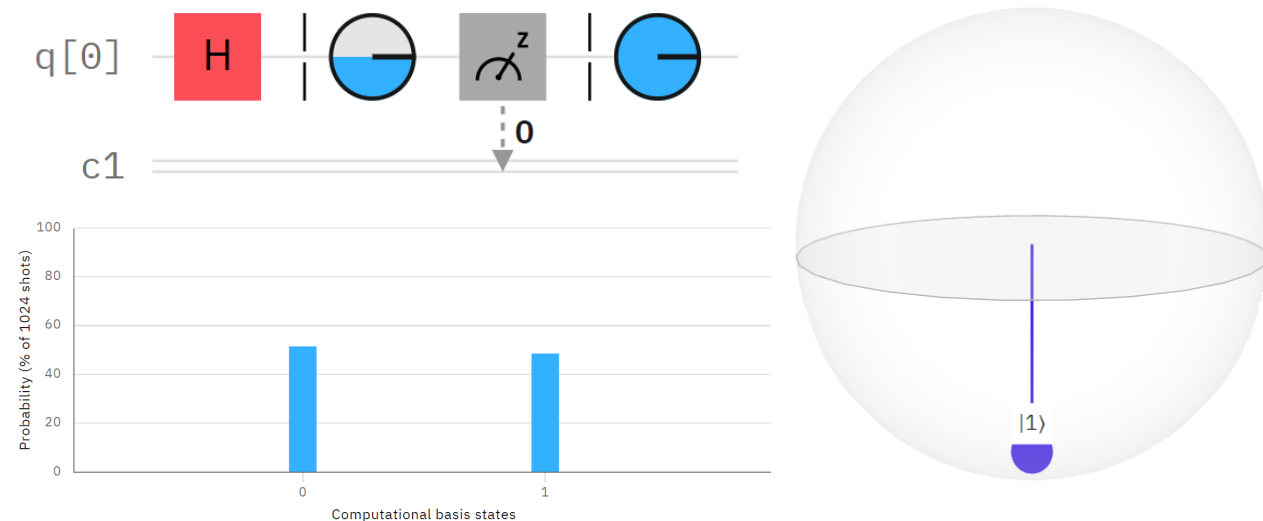 q[0]
H
z
0
c1
100
80
60
40
20
0
Probability (% of 1024 shots)
0
1
Computational basis states
|1⟩